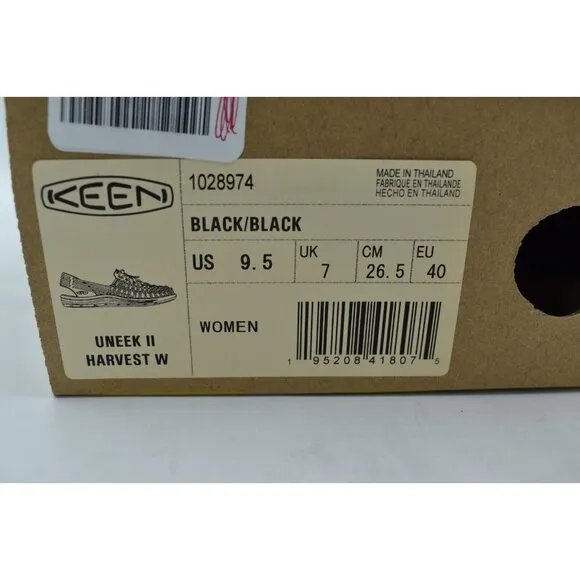 KEEN
1028974
MADE IN THAILAND
FABRIQUE EN THAILANDE
HECHO EN THAILAND
BLACK/BLACK
US 9.5
UK 7
CM 26.5
EU 40
UNEEK II
HARVEST W
WOMEN
1 95208 41807 5